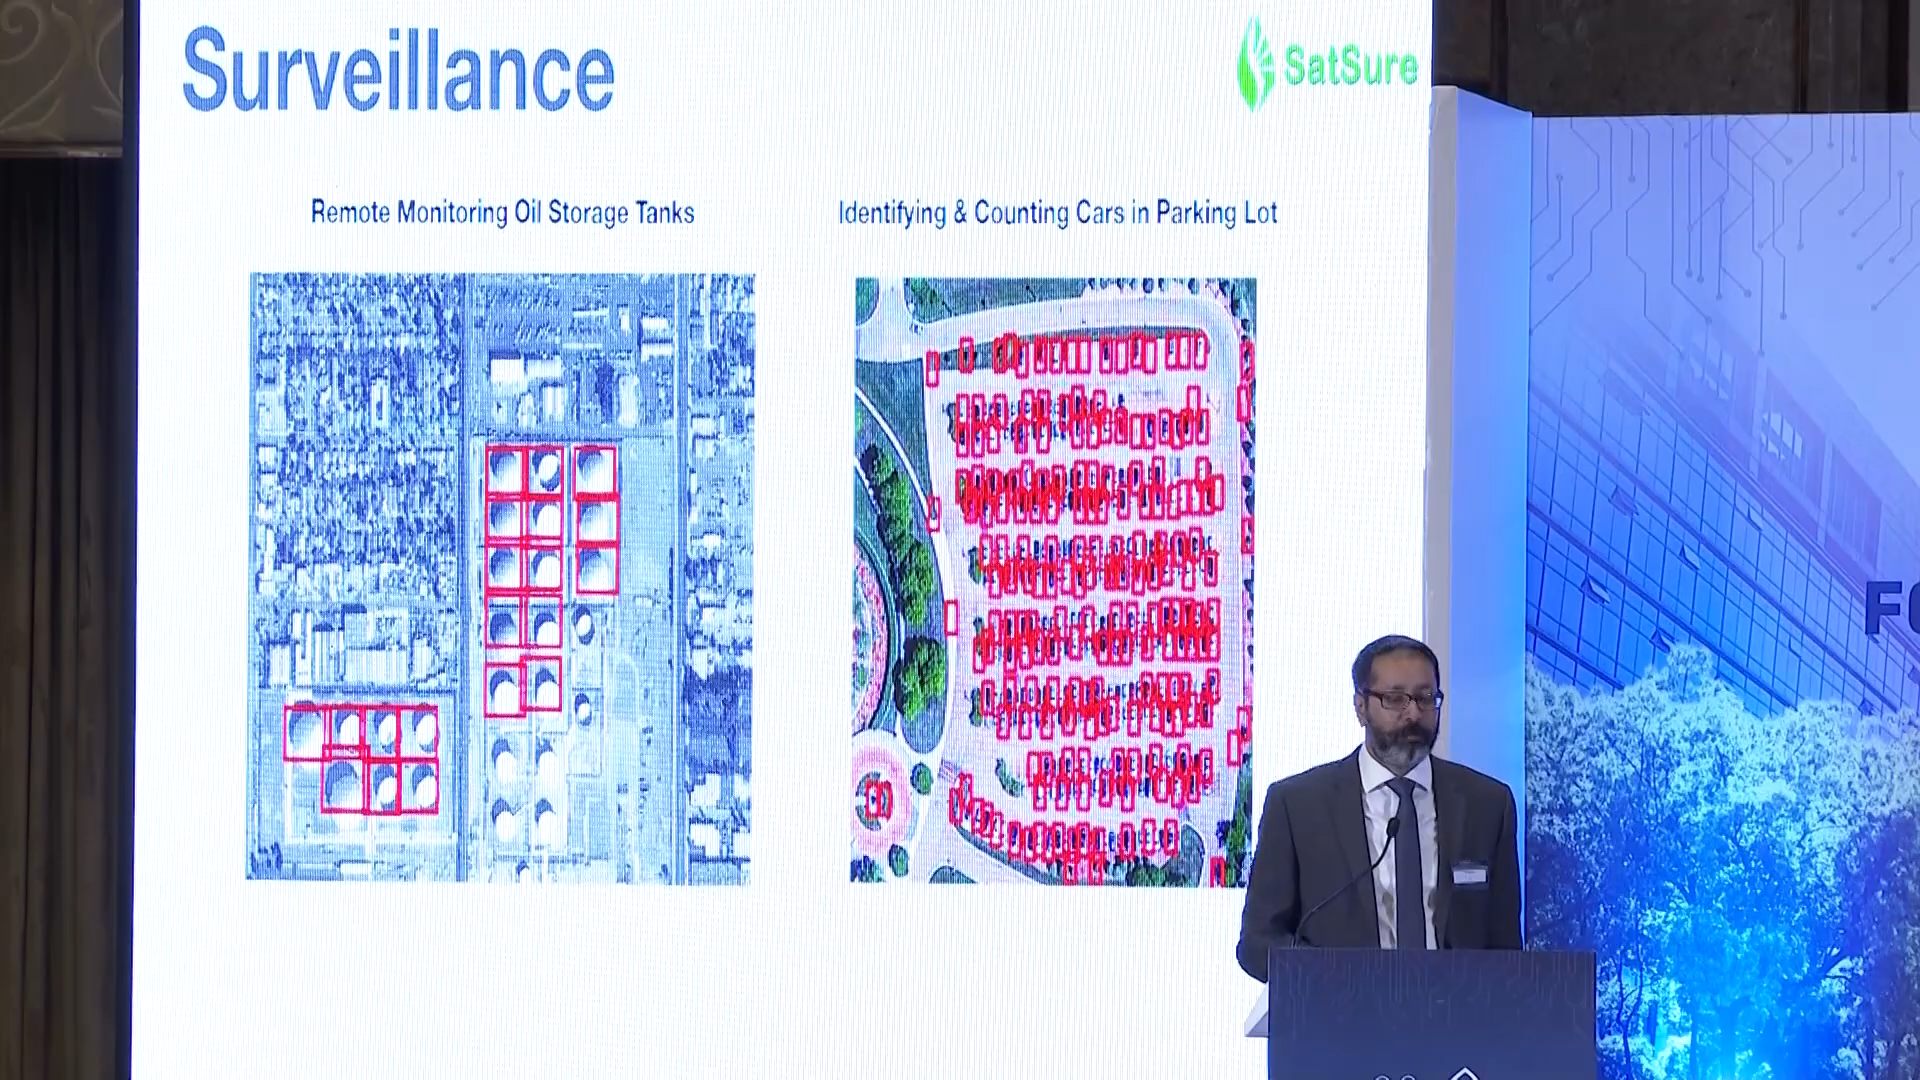 Surveillance
SatSure
Remote Monitoring Oil Storage Tanks
Identifying & Counting Cars in Parking Lot